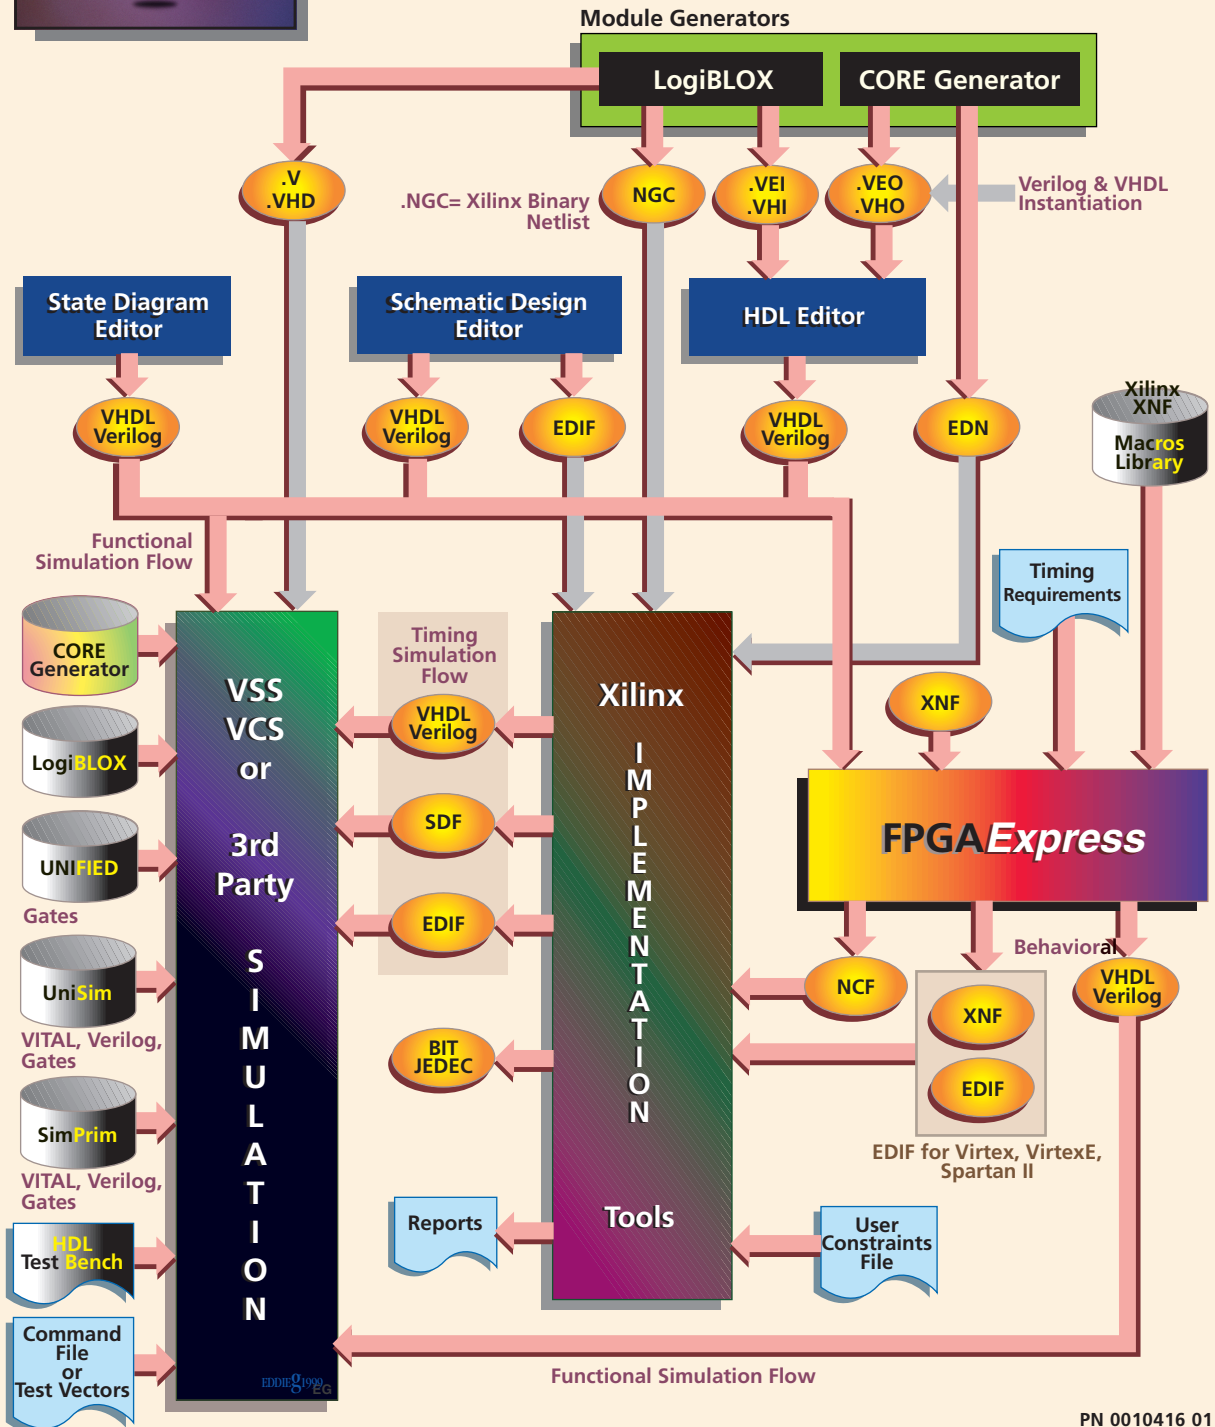 Module Generators
LogiBLOX
CORE Generator
.V
.VHD
.NGC= Xilinx Binary
Netlist
NGC
.VEI
.VHI
.VEO
.VHO
Verilog & VHDL
Instantiation
State Diagram
Editor
Schematic Design
Editor
HDL Editor
VHDL
Verilog
VHDL
Verilog
EDIF
VHDL
Verilog
EDN
Xilinx
XNF
Macros
Library
Functional
Simulation Flow
Timing
Requirements
CORE
Generator
LogiBLOX
UNIFIED
Gates
UniSim
VITAL, Verilog,
Gates
SimPrim
VITAL, Verilog,
Gates
HDL
Test Bench
Command
File
or
Test Vectors
VSS
VCS
or
3rd
Party
SIMULATION
EDDIEg1999
EG
Timing
Simulation
Flow
VHDL
Verilog
SDF
EDIF
BIT
JEDEC
Reports
Xilinx
IMPLEMENTATION
Tools
XNF
FPGAExpress
Behavioral
NCF
XNF
EDIF
VHDL
Verilog
EDIF for Virtex, VirtexE,
Spartan II
User
Constraints
File
Functional Simulation Flow
PN 0010416 01